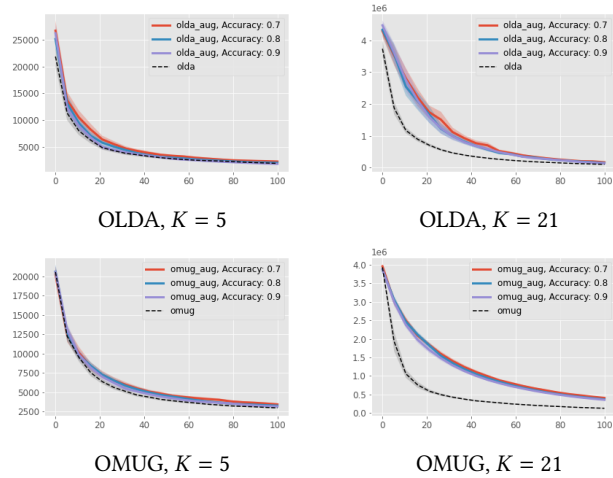 25000
20000
15000
10000
5000
olda_aug, Accuracy: 0.7
olda_aug, Accuracy: 0.8
olda_aug, Accuracy: 0.9
olda
0 20 40 60 80 100
OLDA, K = 5
1e6
4
3
2
1
0
olda_aug, Accuracy: 0.7
olda_aug, Accuracy: 0.8
olda_aug, Accuracy: 0.9
olda
0 20 40 60 80 100
OLDA, K = 21
20000
17500
15000
12500
10000
7500
5000
2500
omug_aug, Accuracy: 0.7
omug_aug, Accuracy: 0.8
omug_aug, Accuracy: 0.9
omug
0 20 40 60 80 100
OMUG, K = 5
1e6
4.0
3.5
3.0
2.5
2.0
1.5
1.0
0.5
0.0
omug_aug, Accuracy: 0.7
omug_aug, Accuracy: 0.8
omug_aug, Accuracy: 0.9
omug
0 20 40 60 80 100
OMUG, K = 21